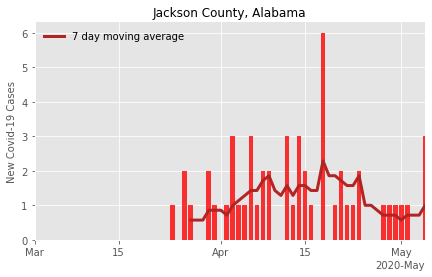 Jackson County, Alabama
7 day moving average
New Covid-19 Cases
6
5
4
3
2
1
0
Mar
15
Apr
15
May
2020-May